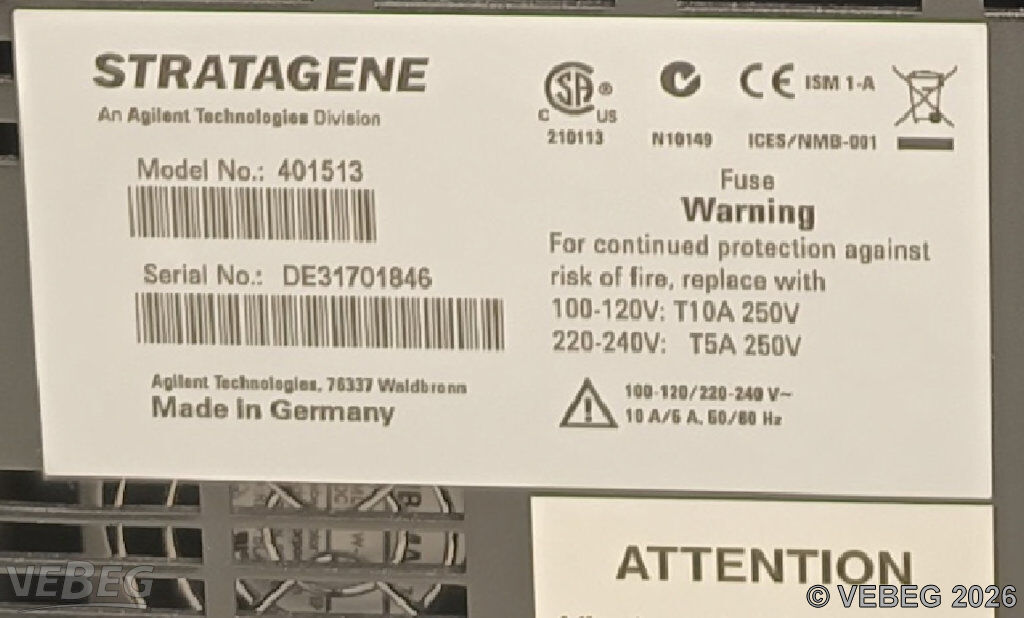 STRATAGENE
An Agilent Technologies Division
Model No.: 401513
Serial No.: DE31701846
Agilent Technologies, 76337 Waldbronn
Made in Germany
CSA® C US
210113
N10149
CE ISM 1-A
ICES/NMB-001
Fuse
Warning
For continued protection against
risk of fire, replace with
100-120V: T10A 250V
220-240V: T5A 250V
100-120/220-240 V~
10 A/5 A, 50/60 Hz
ATTENTION
VEBEG
© VEBEG 2026